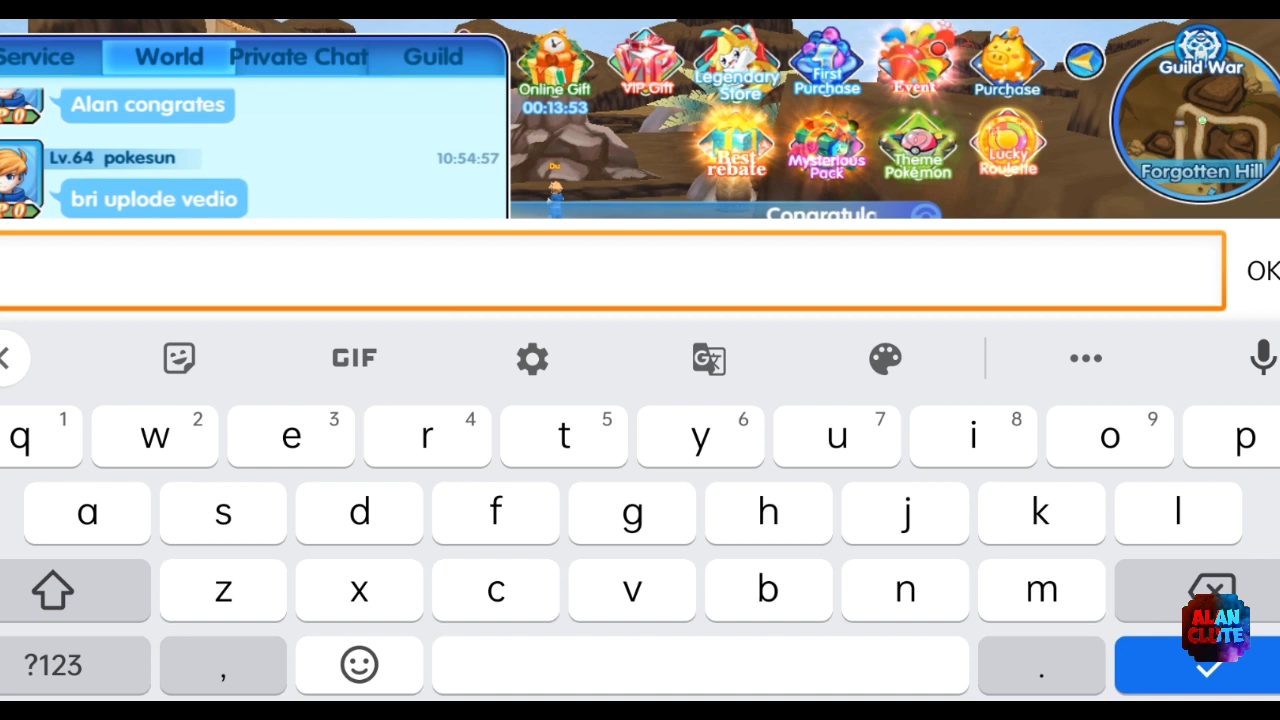 Service World Private Chat Guild
Alan congrates
Lv.64 pokesun 10:54:57
bri uplode vedio
Online Gift
00:13:53
VIP Gift
Legendary
Store
First
Purchase
Event
Purchase
Guild War
Best
rebate
Mysterious
Pack
Theme
Pokémon
Lucky
Roulette
Forgotten Hill
Du
OK
GIF
G
q 1 w 2 e 3 r 4 t 5 y 6 u 7 i 8 o 9 p
a s d f g h j k l
z x c v b n m
ALAN
CLUTE
?123 , .